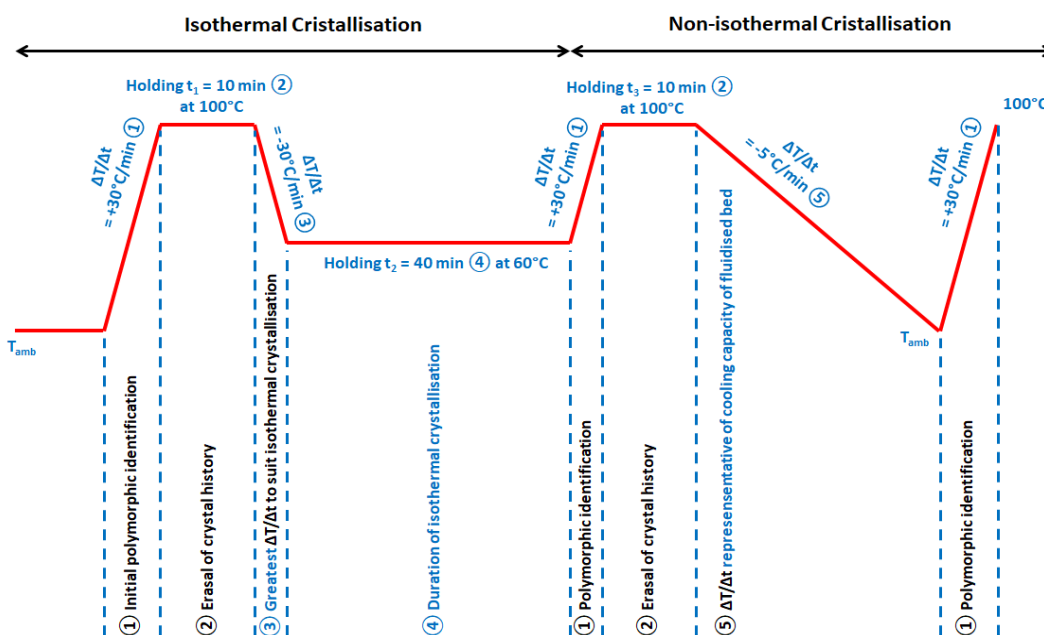 Isothermal Cristallisation
Non-isothermal Cristallisation
Holding t₁ = 10 min ②
at 100°C
Holding t₃ = 10 min ②
at 100°C
100°C
ΔT/Δt
= +30°C/min ①
ΔT/Δt
= -30°C/min ③
ΔT/Δt
= +30°C/min ①
ΔT/Δt
= -5°C/min ⑤
ΔT/Δt
= +30°C/min ①
Holding t₂ = 40 min ④ at 60°C
Tamb
Tamb
① Initial polymorphic identification
② Erasal of crystal history
③ Greatest ΔT/Δt to suit isothermal crystallisation
④ Duration of isothermal crystallisation
① Polymorphic identification
② Erasal of crystal history
⑤ ΔT/Δt represensentative of cooling capacity of fluidised bed
① Polymorphic identification